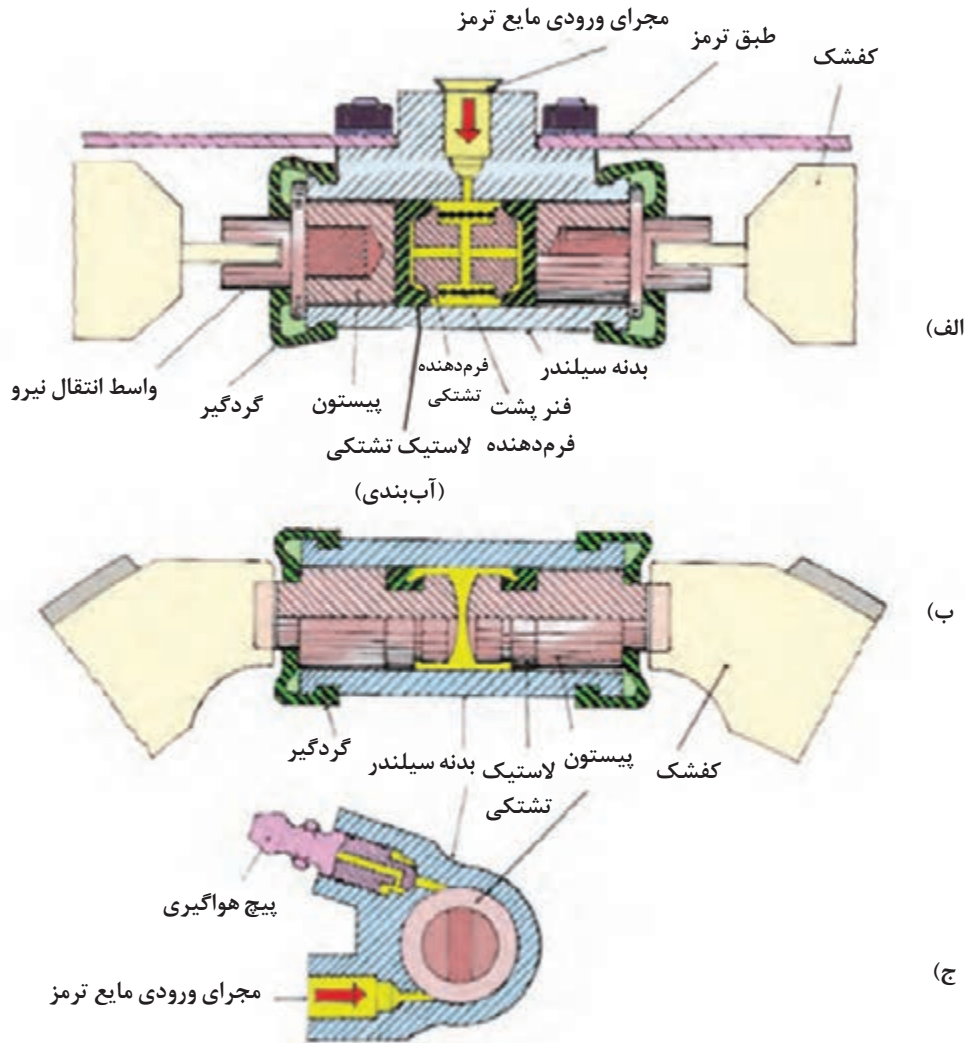 مجرای ورودی مایع ترمز
طبق ترمز
کفشک
الف)
واسط انتقال نیرو
گردگیر
پیستون
فرم‌دهنده
تشتکی
فنر پشت
فرم‌دهنده
بدنه سیلندر
لاستیک تشتکی
(آب‌بندی)
ب)
گردگیر
بدنه سیلندر
لاستیک
تشتکی
پیستون
کفشک
پیچ هواگیری
مجرای ورودی مایع ترمز
ج)